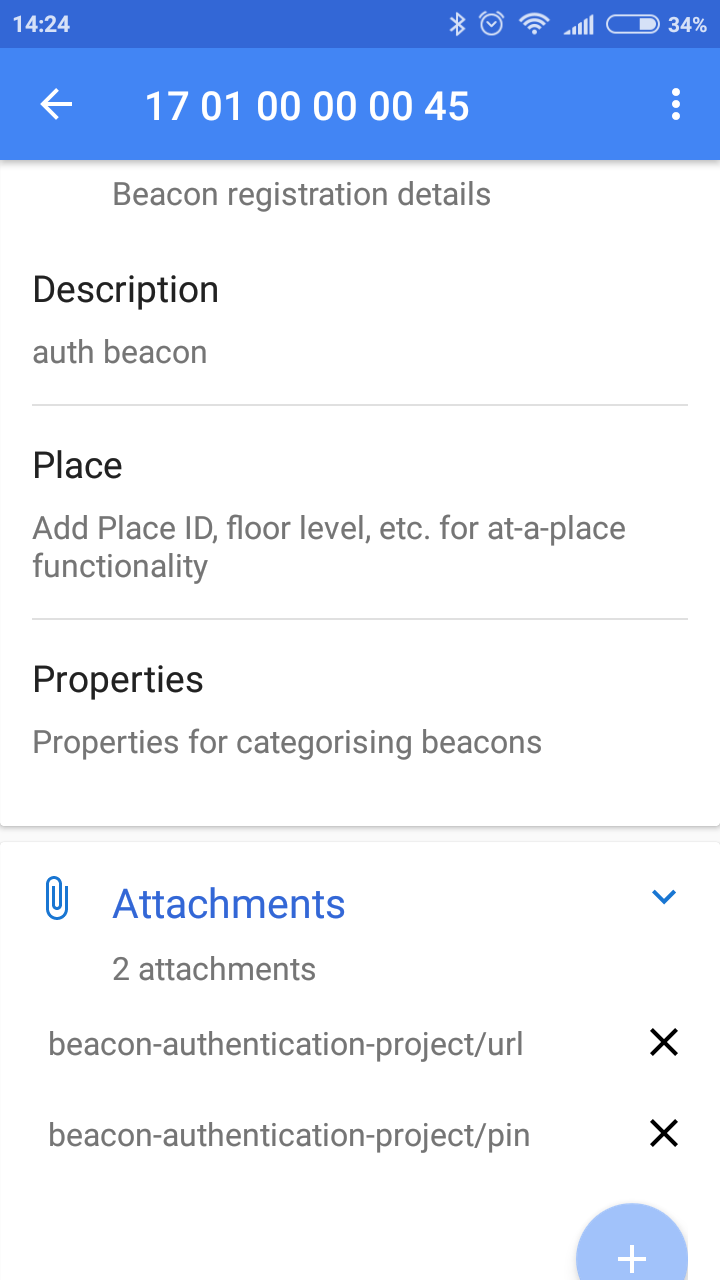 14:24 34%
17 01 00 00 00 45
Beacon registration details
Description
auth beacon
Place
Add Place ID, floor level, etc. for at-a-place
functionality
Properties
Properties for categorising beacons
Attachments
2 attachments
beacon-authentication-project/url
beacon-authentication-project/pin